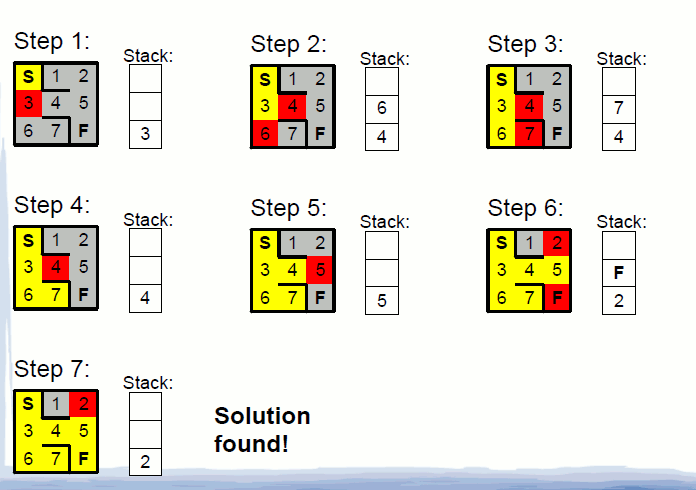 Step 1:
Stack:
S 1 2
3 4 5
6 7 F
3
Step 2:
Stack:
S 1 2
3 4 5
6 7 F
6
4
Step 3:
Stack:
S 1 2
3 4 5
6 7 F
7
4
Step 4:
Stack:
S 1 2
3 4 5
6 7 F
4
Step 5:
Stack:
S 1 2
3 4 5
6 7 F
5
Step 6:
Stack:
S 1 2
3 4 5
6 7 F
F
2
Step 7:
Stack:
S 1 2
3 4 5
6 7 F
2
Solution
found!